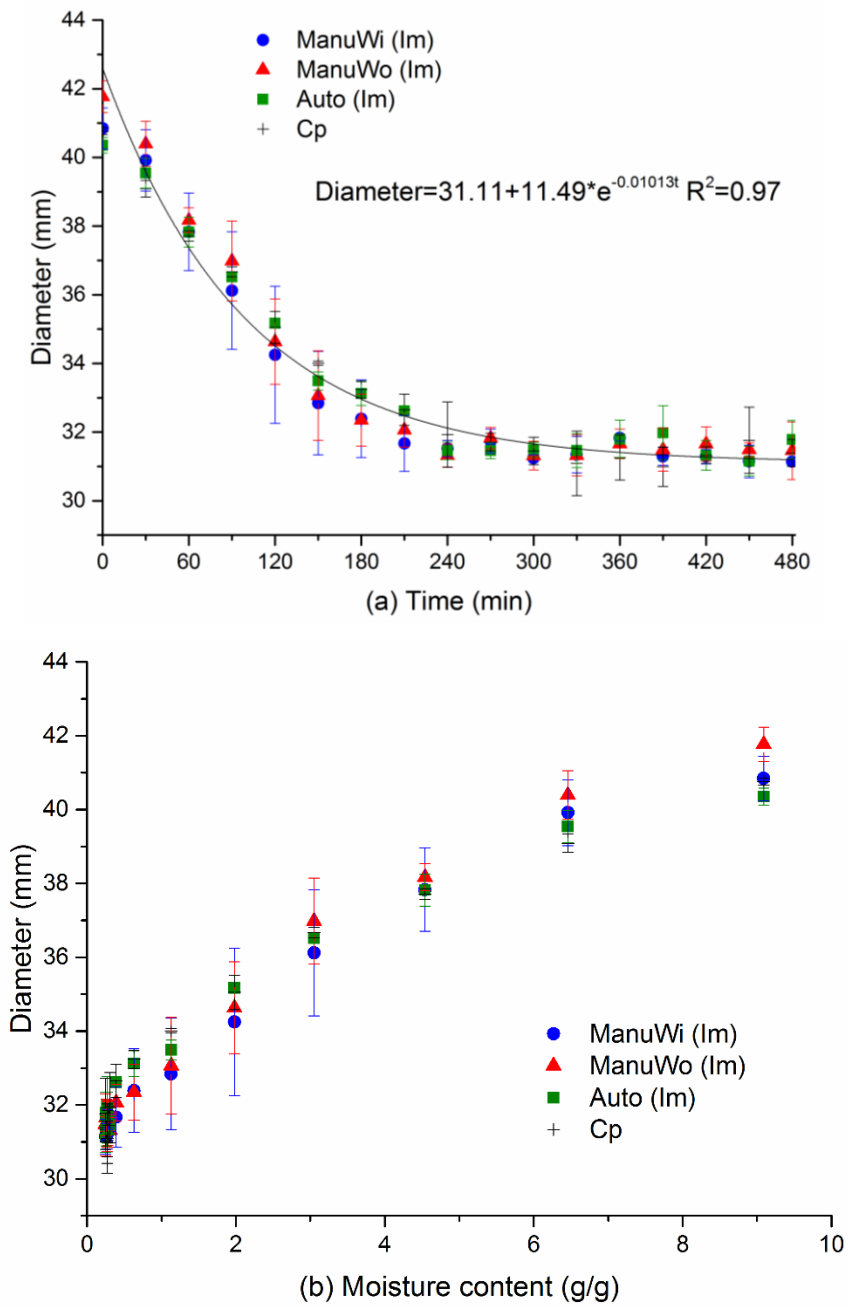 44
42
40
38
36
34
32
30
Diameter (mm)
ManuWi (Im)
ManuWo (Im)
Auto (Im)
Cp
Diameter=31.11+11.49*e^-0.01013t R^2=0.97
0 60 120 180 240 300 360 420 480
(a) Time (min)
44
42
40
38
36
34
32
30
Diameter (mm)
ManuWi (Im)
ManuWo (Im)
Auto (Im)
Cp
0 2 4 6 8 10
(b) Moisture content (g/g)